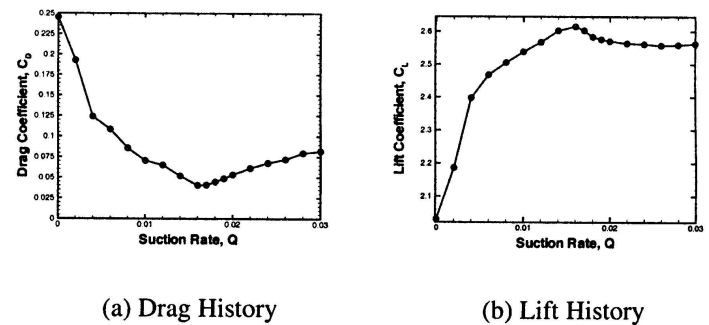 0.25
0.225
0.2
0.175
0.15
0.125
0.1
0.075
0.05
0.025
0
Drag Coefficient, C_D
0 0.01 0.02 0.03
Suction Rate, Q
(a) Drag History
2.6
2.5
2.4
2.3
2.2
2.1
Lift Coefficient, C_L
0 0.01 0.02 0.03
Suction Rate, Q
(b) Lift History